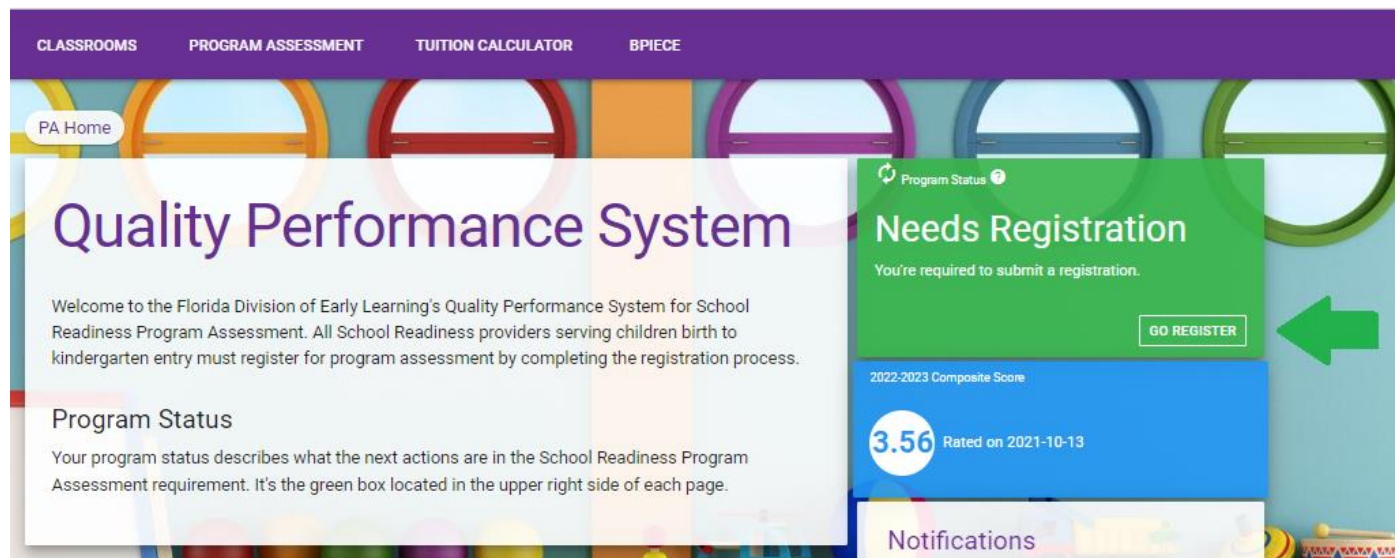 CLASSROOMS PROGRAM ASSESSMENT TUITION CALCULATOR BPIECE
PA Home
Quality Performance System
Welcome to the Florida Division of Early Learning's Quality Performance System for School
Readiness Program Assessment. All School Readiness providers serving children birth to
kindergarten entry must register for program assessment by completing the registration process.
Program Status
Your program status describes what the next actions are in the School Readiness Program
Assessment requirement. It's the green box located in the upper right side of each page.
Program Status ?
Needs Registration
You're required to submit a registration.
GO REGISTER
2022-2023 Composite Score
3.56 Rated on 2021-10-13
Notifications